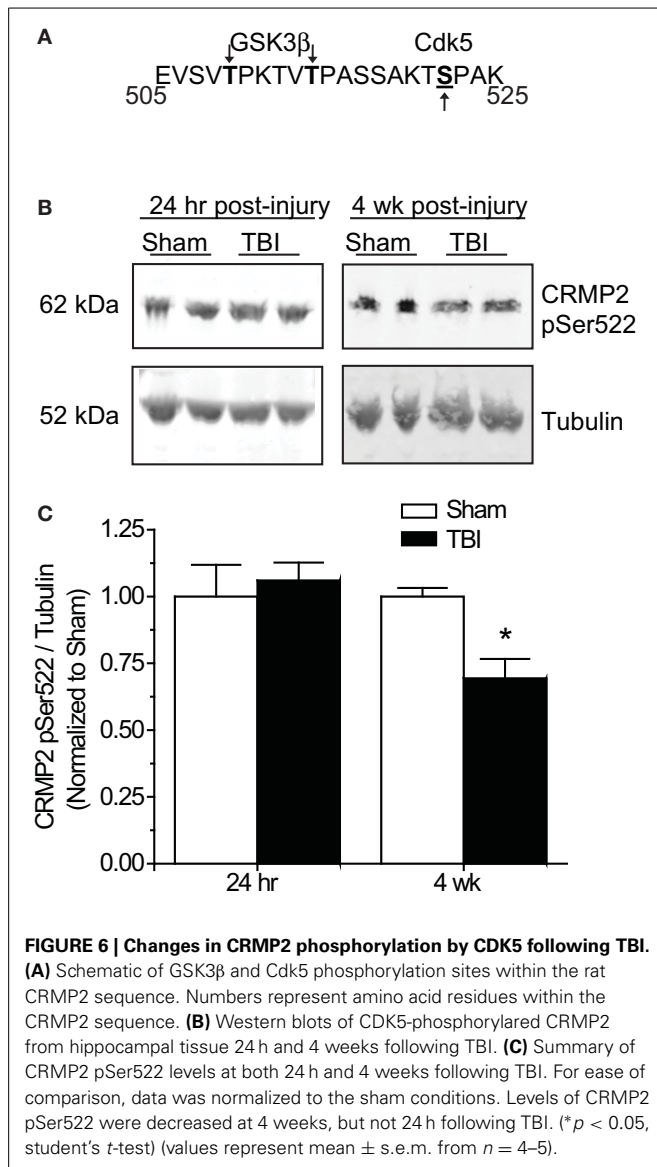 A
GSK3β Cdk5
EVSVTPKTVTPASSAKTSPAK
505 525
B
24 hr post-injury 4 wk post-injury
Sham TBI Sham TBI
62 kDa
CRMP2
pSer522
52 kDa
Tubulin
C
Sham
TBI
CRMP2 pSer522 / Tubulin
(Normalized to Sham)
1.25
1.00
0.75
0.50
0.25
0.00
*
24 hr 4 wk
FIGURE 6 | Changes in CRMP2 phosphorylation by CDK5 following TBI.
(A) Schematic of GSK3β and Cdk5 phosphorylation sites within the rat
CRMP2 sequence. Numbers represent amino acid residues within the
CRMP2 sequence. (B) Western blots of CDK5-phosphorylared CRMP2
from hippocampal tissue 24 h and 4 weeks following TBI. (C) Summary of
CRMP2 pSer522 levels at both 24 h and 4 weeks following TBI. For ease of
comparison, data was normalized to the sham conditions. Levels of CRMP2
pSer522 were decreased at 4 weeks, but not 24 h following TBI. (*p < 0.05,
student's t-test) (values represent mean ± s.e.m. from n = 4–5).